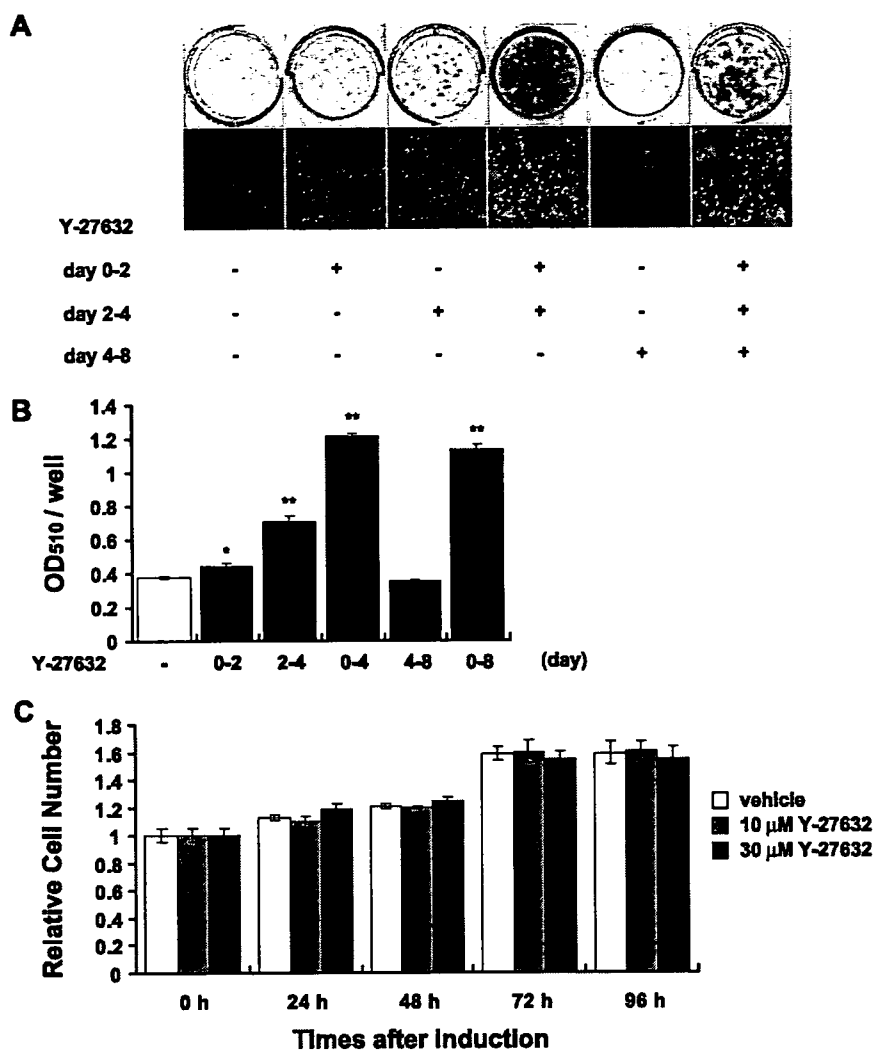 A
Y-27632
day 0-2 - + - + - +
day 2-4 - - + + - +
day 4-8 - - - - + +
B
OD510 / well
1.4
1.2
1
0.8
0.6
0.4
0.2
0
* ** ** **
Y-27632 - 0-2 2-4 0-4 4-8 0-8 (day)
C
Relative Cell Number
1.8
1.6
1.4
1.2
1
0.8
0.6
0.4
0.2
0
vehicle
10 µM Y-27632
30 µM Y-27632
0 h 24 h 48 h 72 h 96 h
Times after induction